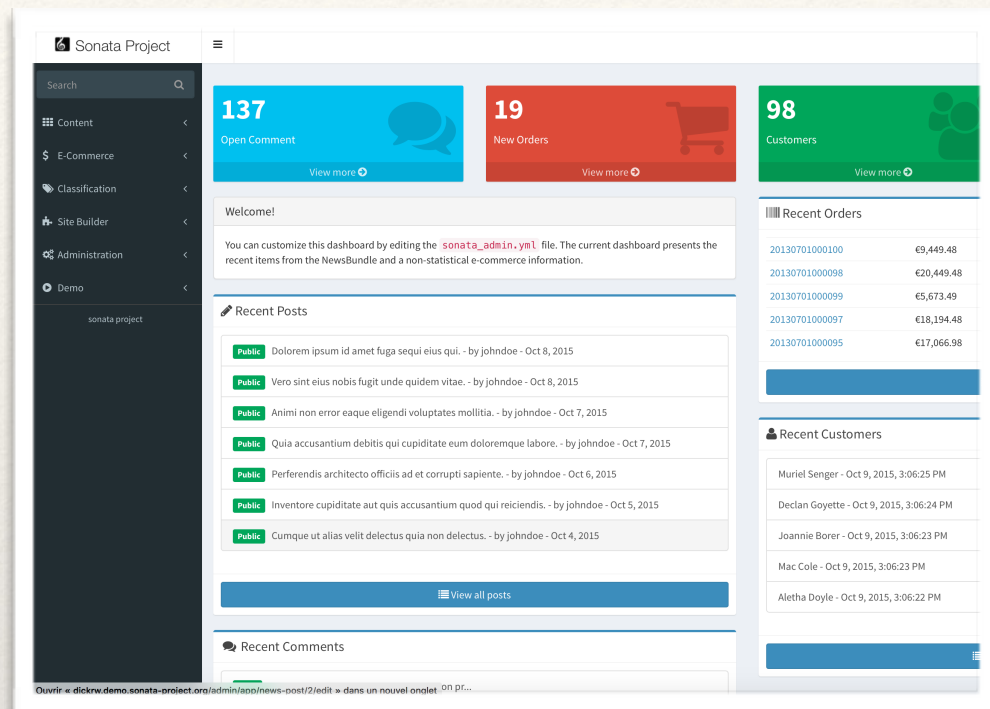 Sonata Project
Search
Content
E-Commerce
Classification
Site Builder
Administration
Demo
sonata project
137
Open Comment
View more
19
New Orders
View more
98
Customers
View more
Welcome!
You can customize this dashboard by editing the sonata_admin.yml file. The current dashboard presents the
recent items from the NewsBundle and a non-statistical e-commerce information.
Recent Posts
Public Dolorem ipsum id amet fuga sequi eius qui. - by johndoe - Oct 8, 2015
Public Vero sint eius nobis fugit unde quidem vitae. - by johndoe - Oct 8, 2015
Public Animi non error eaque eligendi voluptates mollitia. - by johndoe - Oct 7, 2015
Public Quia accusantium debitis qui cupiditate eum doloremque labore. - by johndoe - Oct 7, 2015
Public Perferendis architecto officiis ad et corrupti sapiente. - by johndoe - Oct 6, 2015
Public Inventore cupiditate aut quis accusantium quod qui reiciendis. - by johndoe - Oct 5, 2015
Public Cumque ut alias velit delectus quia non delectus. - by johndoe - Oct 4, 2015
View all posts
Recent Comments
on pr...
Recent Orders
20130701000100 €9,449.48
20130701000098 €20,449.48
20130701000099 €5,673.49
20130701000097 €18,194.48
20130701000095 €17,066.98
Recent Customers
Muriel Senger - Oct 9, 2015, 3:06:25 PM
Declan Goyette - Oct 9, 2015, 3:06:24 PM
Joannie Borer - Oct 9, 2015, 3:06:23 PM
Mac Cole - Oct 9, 2015, 3:06:23 PM
Aletha Doyle - Oct 9, 2015, 3:06:22 PM
Ouvrir « dickrw.demo.sonata-project.org/admin/app/news-post/2/edit » dans un nouvel onglet